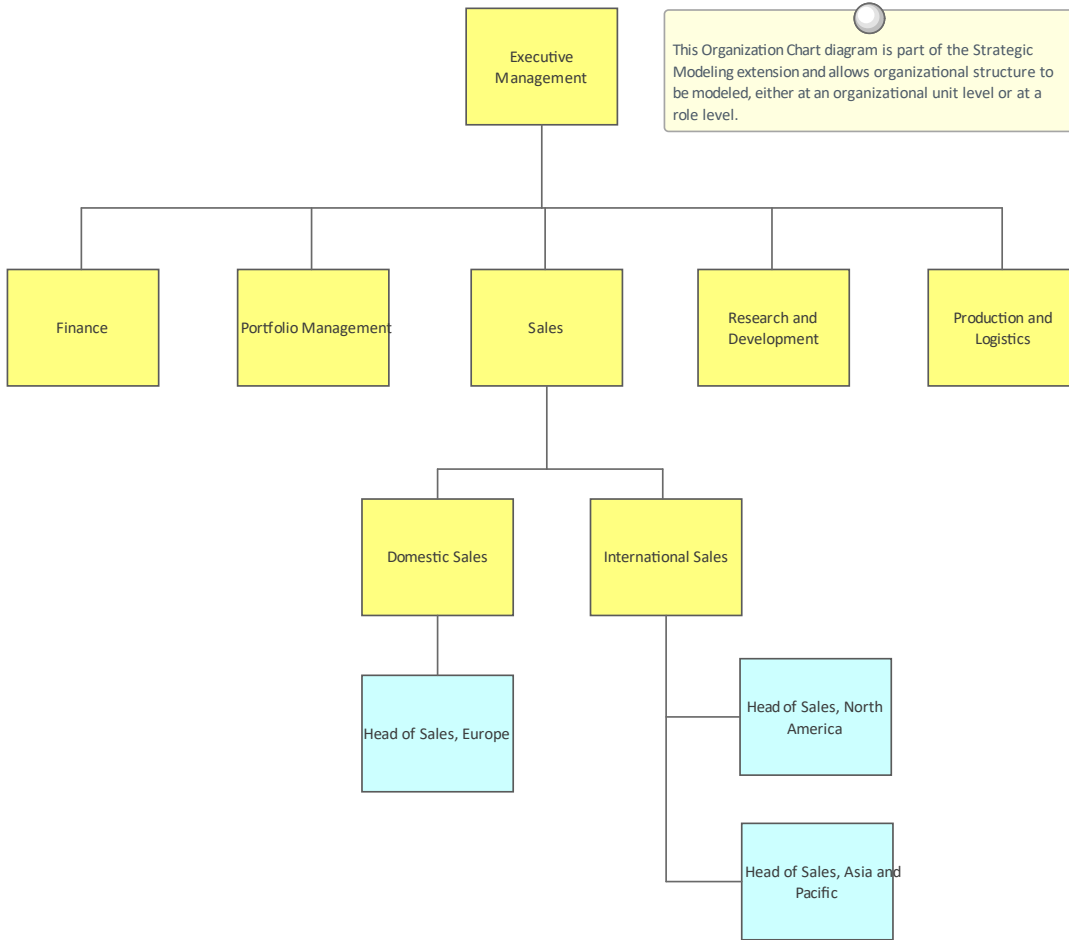 Executive
Management
This Organization Chart diagram is part of the Strategic
Modeling extension and allows organizational structure to
be modeled, either at an organizational unit level or at a
role level.
Finance
Portfolio Management
Sales
Research and
Development
Production and
Logistics
Domestic Sales
International Sales
Head of Sales, Europe
Head of Sales, North
America
Head of Sales, Asia and
Pacific